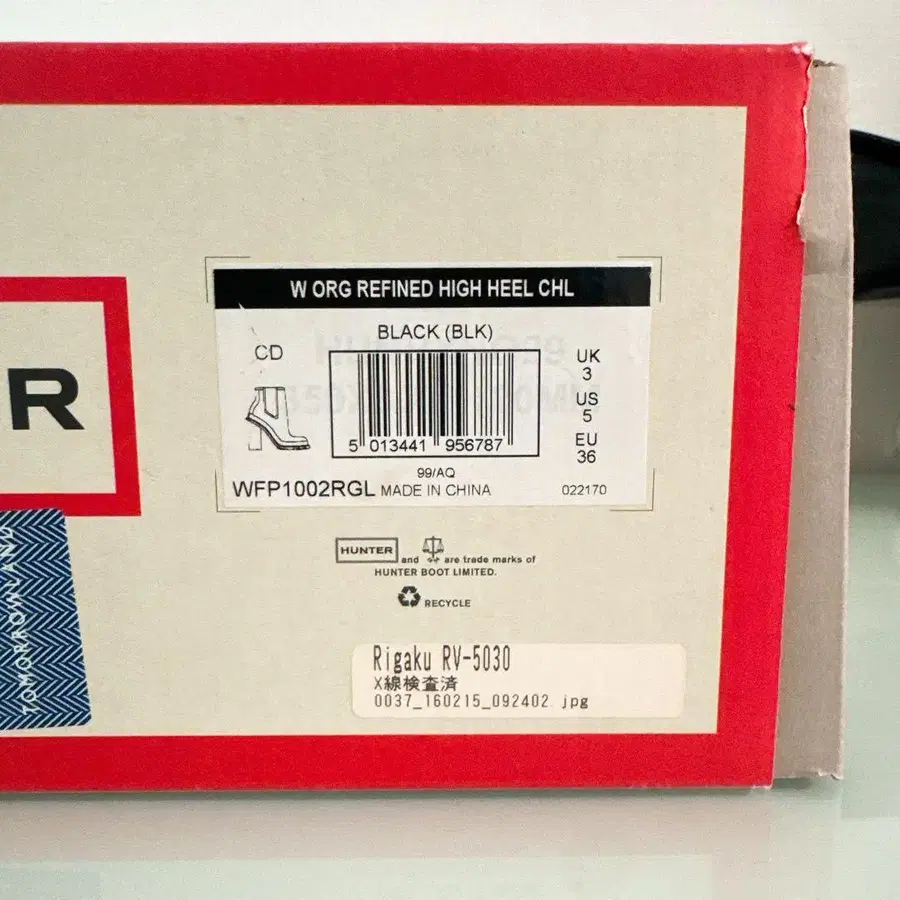 W ORG REFINED HIGH HEEL CHL
BLACK (BLK)
CD
UK
3
US
5
EU
36
5 013441 956787
99/AQ
WFP1002RGL MADE IN CHINA
022170
R
HUNTER and are trade marks of
HUNTER BOOT LIMITED.
RECYCLE
TOMORROWLAND
Rigaku RV-5030
X線検査済
0037_160215_092402.jpg